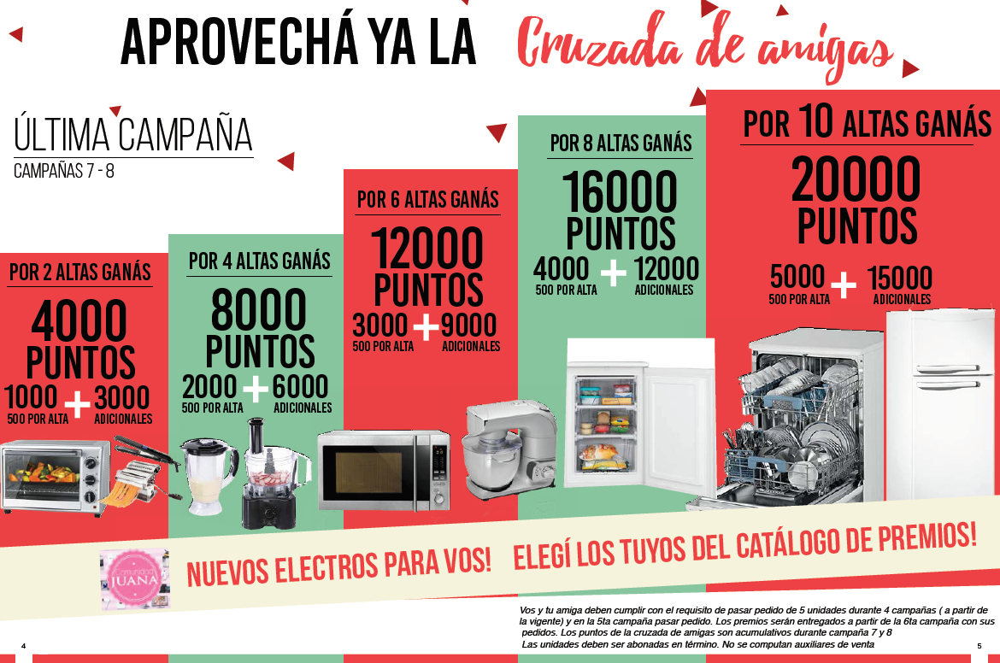 APROVECHÁ YA LA Cruzada de amigas
ÚLTIMA CAMPAÑA
CAMPAÑAS 7 - 8
POR 2 ALTAS GANÁS
4000
PUNTOS
1000 + 3000
500 POR ALTA ADICIONALES
POR 4 ALTAS GANÁS
8000
PUNTOS
2000 + 6000
500 POR ALTA ADICIONALES
POR 6 ALTAS GANÁS
12000
PUNTOS
3000 + 9000
500 POR ALTA ADICIONALES
POR 8 ALTAS GANÁS
16000
PUNTOS
4000 + 12000
500 POR ALTA ADICIONALES
POR 10 ALTAS GANÁS
20000
PUNTOS
5000 + 15000
500 POR ALTA ADICIONALES
Comunidad
JUANA
NUEVOS ELECTROS PARA VOS! ELEGÍ LOS TUYOS DEL CATÁLOGO DE PREMIOS!
Vos y tu amiga deben cumplir con el requisito de pasar pedido de 5 unidades durante 4 campañas ( a partir de
la vigente) y en la 5ta campaña pasar pedido. Los premios serán entregados a partir de la 6ta campaña con sus
pedidos. Los puntos de la cruzada de amigas son acumulativos durante campaña 7 y 8
Las unidades deben ser abonadas en término. No se computan auxiliares de venta
4
5